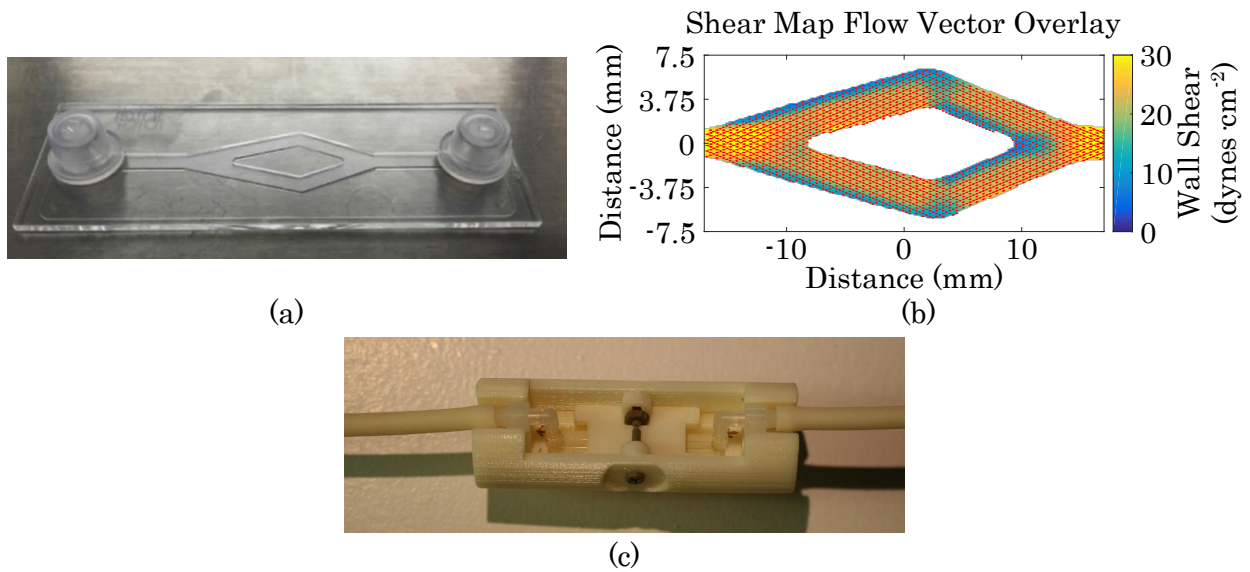 Shear Map Flow Vector Overlay
7.5
3.75
0
-3.75
-7.5
Distance (mm)
-10
0
10
Distance (mm)
30
20
10
0
Wall Shear
(dynes·cm-2)
(a)
(b)
(c)